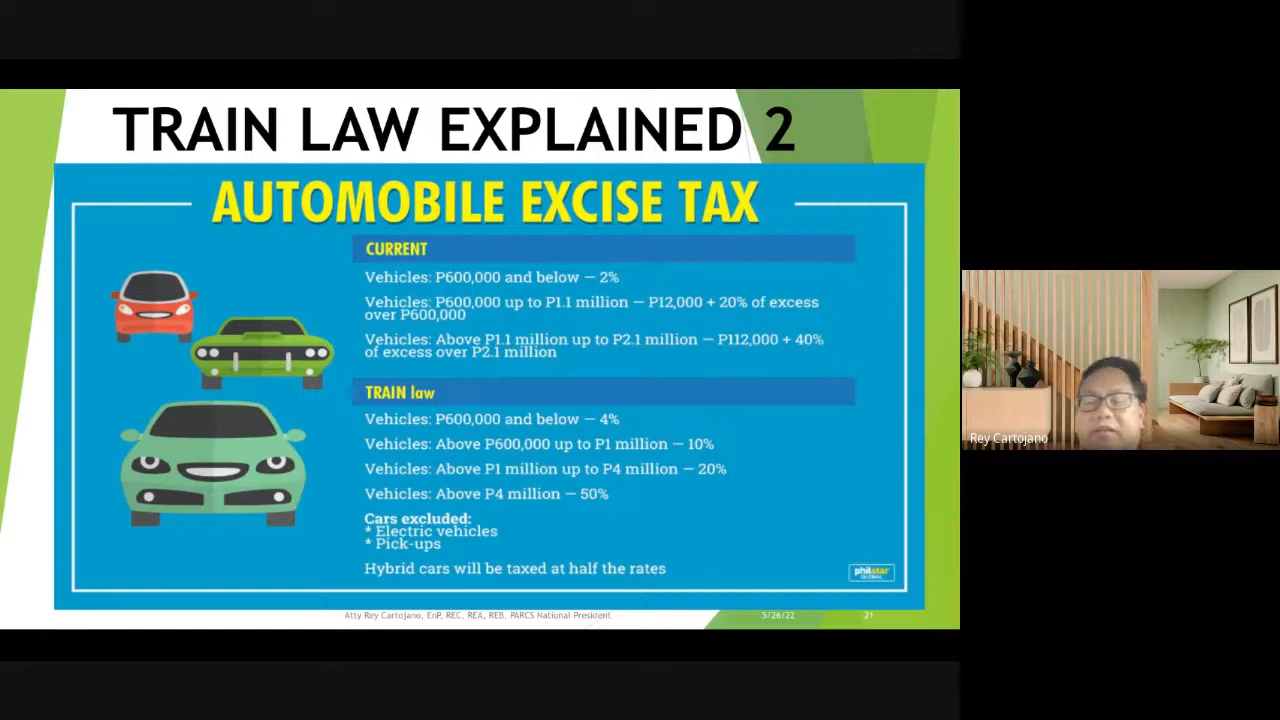 TRAIN LAW EXPLAINED 2
AUTOMOBILE EXCISE TAX
CURRENT
Vehicles: P600,000 and below — 2%
Vehicles: P600,000 up to P1.1 million — P12,000 + 20% of excess
over P600,000
Vehicles: Above P1.1 million up to P2.1 million — P112,000 + 40%
of excess over P2.1 million
TRAIN law
Vehicles: P600,000 and below — 4%
Vehicles: Above P600,000 up to P1 million — 10%
Vehicles: Above P1 million up to P4 million — 20%
Vehicles: Above P4 million — 50%
Cars excluded:
* Electric vehicles
* Pick-ups
Hybrid cars will be taxed at half the rates
philstar
GLOBAL
Atty Rey Cartojano, EnP, REC, REA, REB, PARCS National President
5/26/22
21
Rey Cartojano